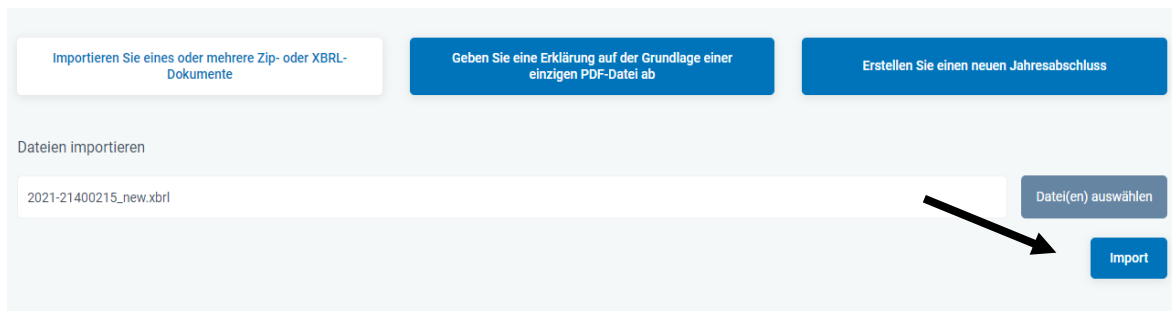 Importieren Sie eines oder mehrere Zip- oder XBRL-
Dokumente
Geben Sie eine Erklärung auf der Grundlage einer
einzigen PDF-Datei ab
Erstellen Sie einen neuen Jahresabschluss
Dateien importieren
2021-21400215_new.xbrl
Datei(en) auswählen
Import